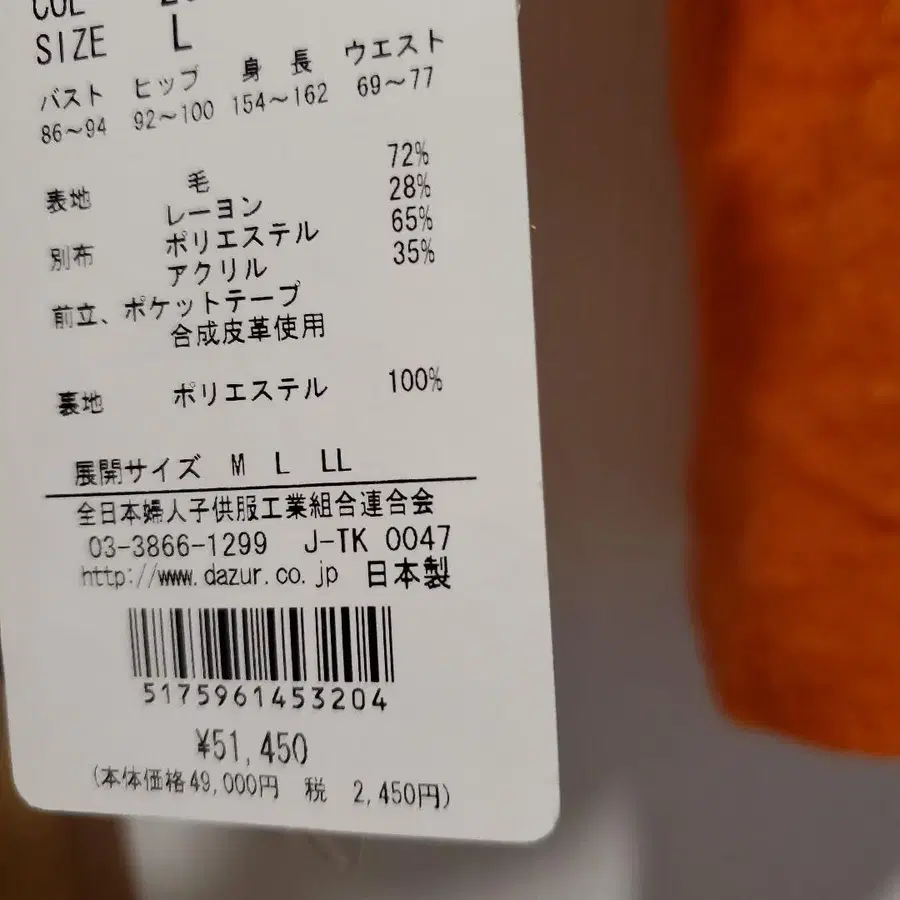 COL
SIZE L
バスト ヒップ 身長 ウエスト
86～94 92～100 154～162 69～77
表地 毛 72%
レーヨン 28%
別布 ポリエステル 65%
アクリル 35%
前立、ポケットテープ
合成皮革使用
裏地 ポリエステル 100%
展開サイズ M L LL
全日本婦人子供服工業組合連合会
03-3866-1299 J-TK 0047
http://www.dazur.co.jp 日本製
5175961453204
¥51,450
(本体価格49,000円 税 2,450円)